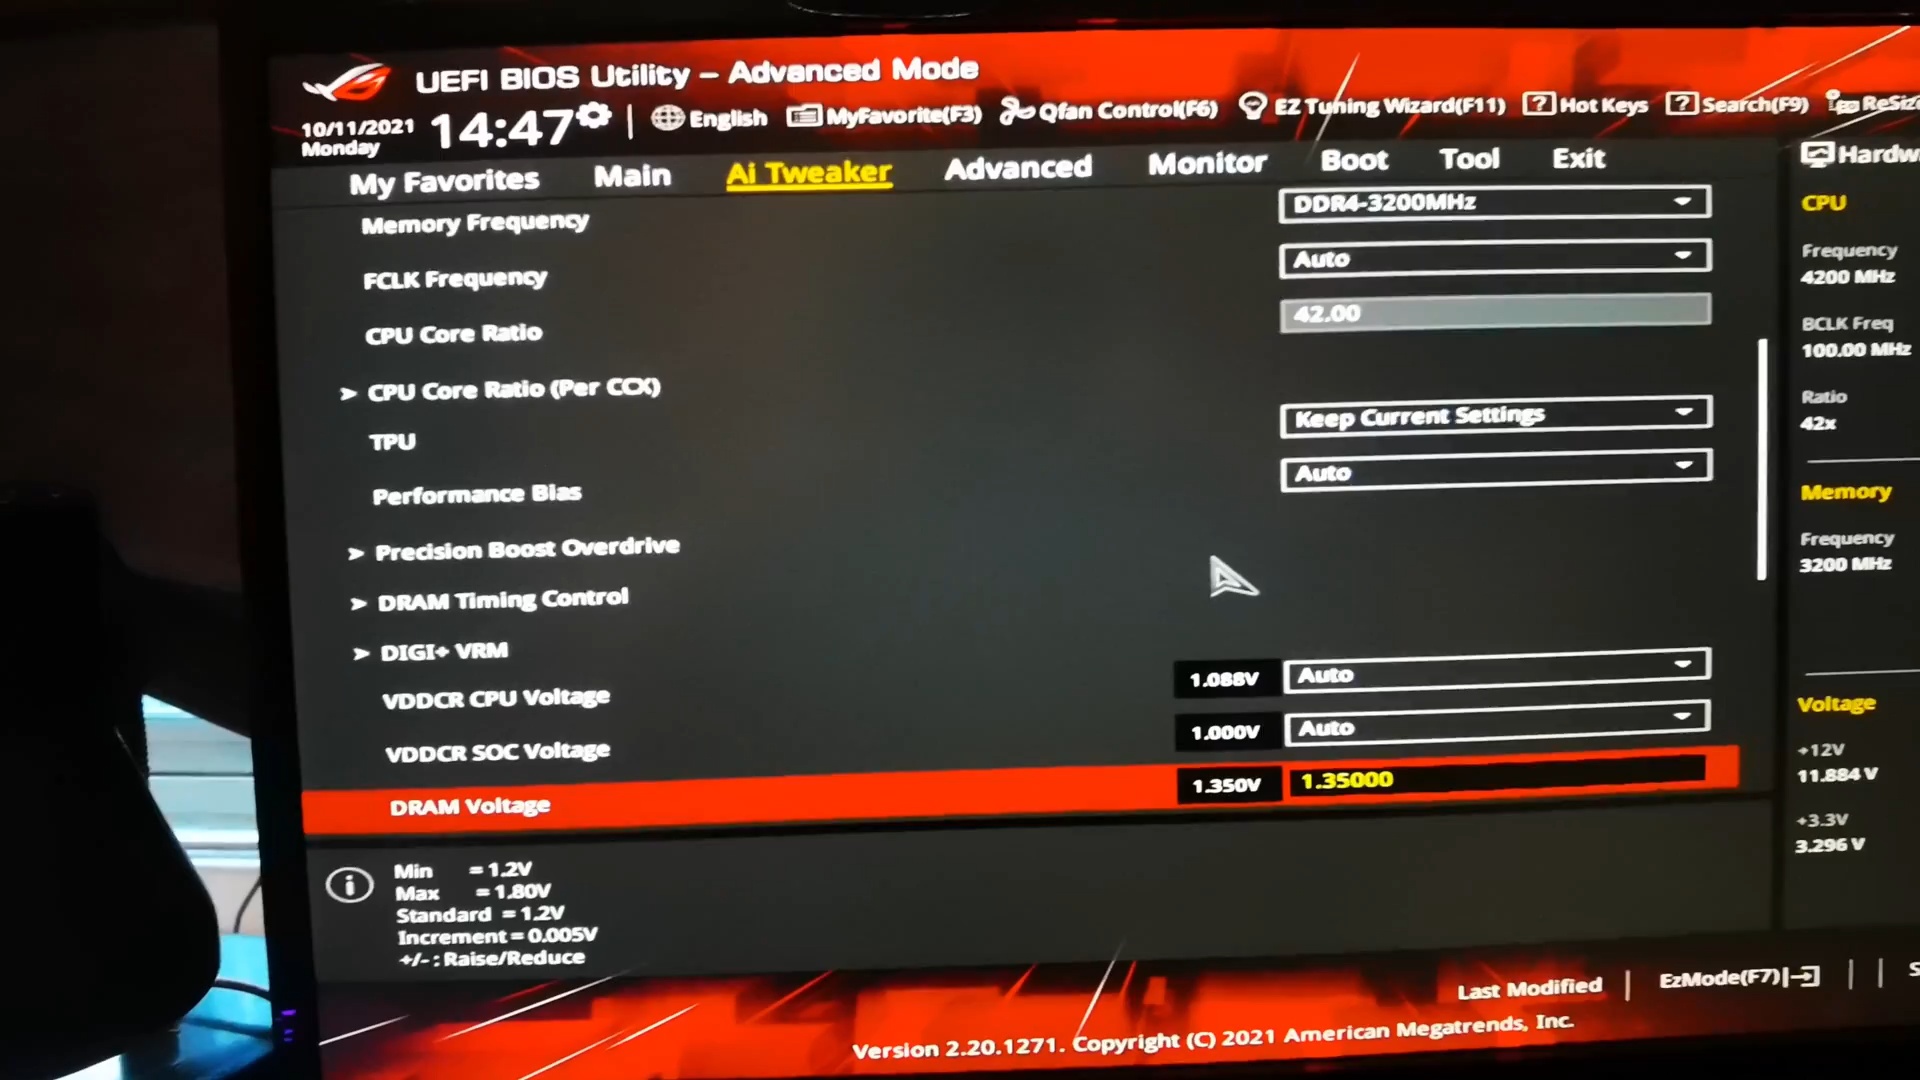 UEFI BIOS Utility – Advanced Mode
10/11/2021
Monday
14:47
English
MyFavorite(F3)
Qfan Control(F6)
EZ Tuning Wizard(F11)
Hot Keys
Search(F9)
My Favorites
Main
Ai Tweaker
Advanced
Monitor
Boot
Tool
Exit
Memory Frequency
DDR4-3200MHz
FCLK Frequency
Auto
CPU Core Ratio
42.00
> CPU Core Ratio (Per CCX)
TPU
Keep Current Settings
Performance Bias
Auto
> Precision Boost Overdrive
> DRAM Timing Control
> DIGI+ VRM
VDDCR CPU Voltage
1.088V
Auto
VDDCR SOC Voltage
1.000V
Auto
DRAM Voltage
1.350V
1.35000
Min = 1.2V
Max = 1.80V
Standard = 1.2V
Increment = 0.005V
+/- : Raise/Reduce
CPU
Frequency
4200 MHz
BCLK Freq
100.00 MHz
Ratio
42x
Memory
Frequency
3200 MHz
Voltage
+12V
11.884 V
+3.3V
3.296 V
Last Modified
EzMode(F7)
Version 2.20.1271. Copyright (C) 2021 American Megatrends, Inc.